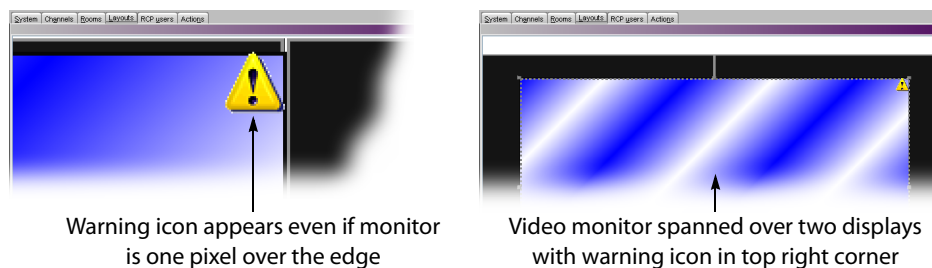 System Channels Rooms Layouts RCP users Actions
System Channels Rooms Layouts RCP users Actions
Warning icon appears even if monitor
is one pixel over the edge
Video monitor spanned over two displays
with warning icon in top right corner